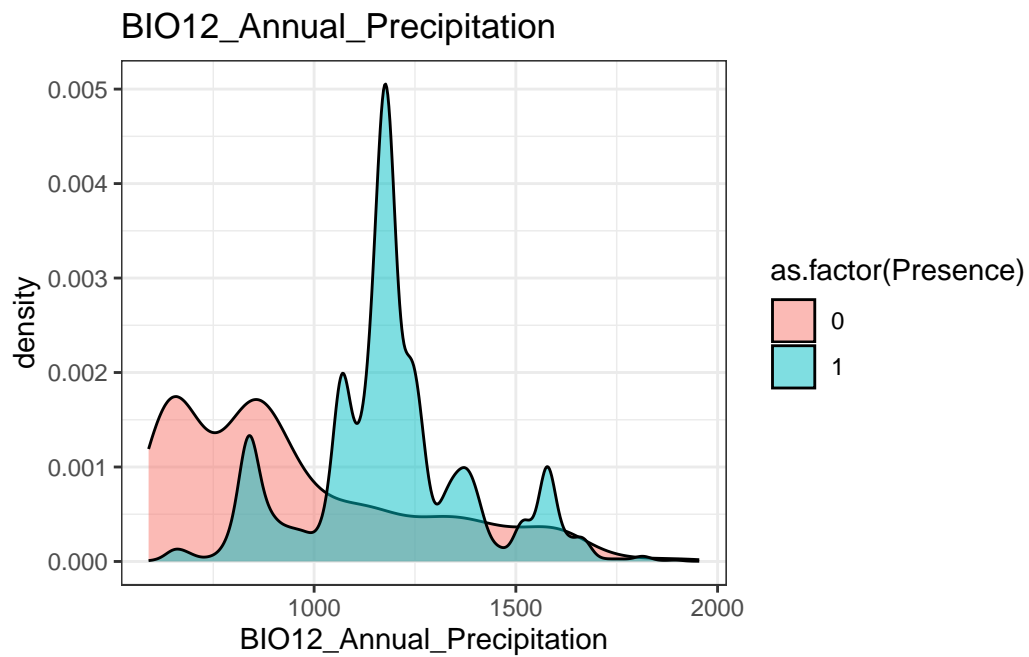 BIO12_Annual_Precipitation
0.005
0.004
0.003
0.002
0.001
0.000
density
1000 1500 2000
BIO12_Annual_Precipitation
as.factor(Presence)
0
1